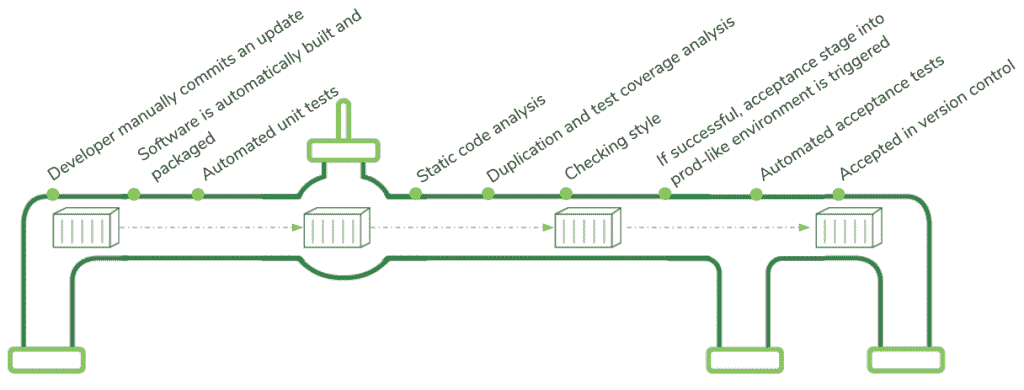 Developer manually commits an update
Software is automatically built and
packaged
Automated unit tests
Static code analysis
Duplication and test coverage analysis
Checking style
If successful, acceptance stage into
prod-like environment is triggered
Automated acceptance tests
Accepted in version control